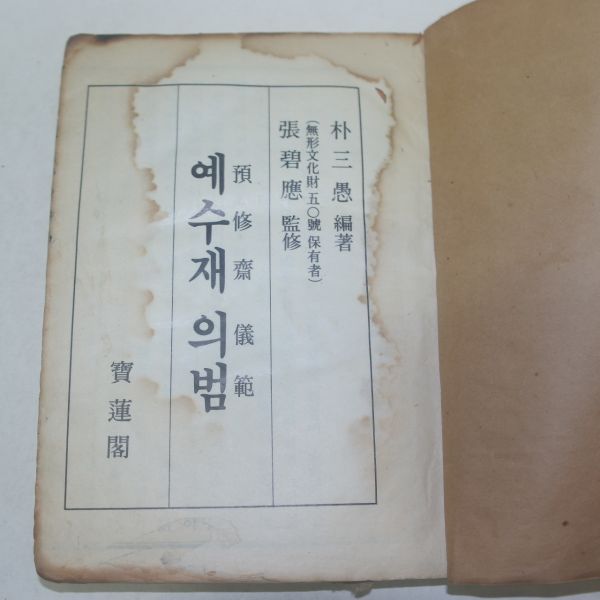 朴三愚 編著
(無形文化財 五〇號 保有者)
張碧應 監修
預修齋儀範
예수재의범
寶蓮閣